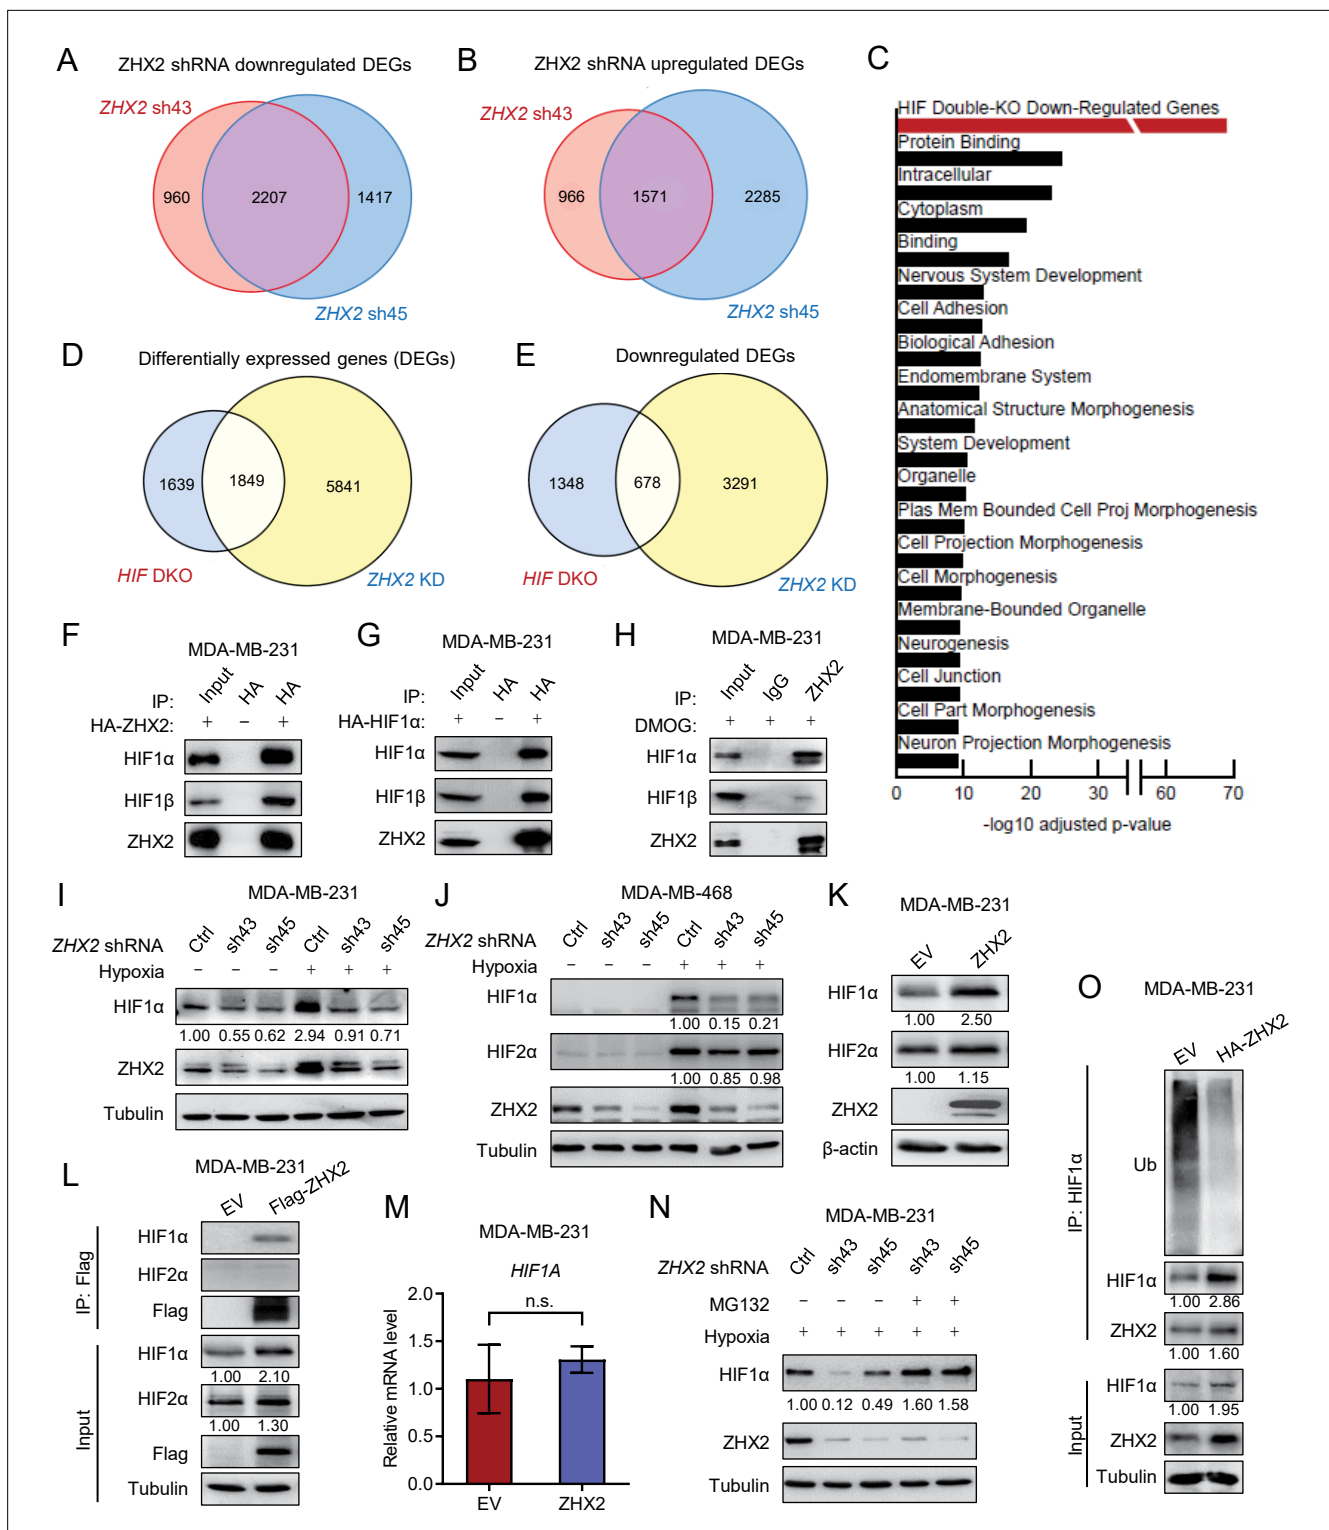 A
ZHX2 shRNA downregulated DEGs
ZHX2 sh43
960
2207
1417
ZHX2 sh45
B
ZHX2 shRNA upregulated DEGs
ZHX2 sh43
966
1571
2285
ZHX2 sh45
C
HIF Double-KO Down-Regulated Genes
Protein Binding
Intracellular
Cytoplasm
Binding
Nervous System Development
Cell Adhesion
Biological Adhesion
Endomembrane System
Anatomical Structure Morphogenesis
System Development
Organelle
Plas Mem Bounded Cell Proj Morphogenesis
Cell Projection Morphogenesis
Cell Morphogenesis
Membrane-Bounded Organelle
Neurogenesis
Cell Junction
Cell Part Morphogenesis
Neuron Projection Morphogenesis
0 10 20 30 60 70
-log10 adjusted p-value
D
Differentially expressed genes (DEGs)
1639
1849
5841
HIF DKO
ZHX2 KD
E
Downregulated DEGs
1348
678
3291
HIF DKO
ZHX2 KD
F
MDA-MB-231
IP: Input HA HA
HA-ZHX2: + − +
HIF1α
HIF1β
ZHX2
G
MDA-MB-231
IP: Input HA HA
HA-HIF1α: + − +
HIF1α
HIF1β
ZHX2
H
MDA-MB-231
IP: Input IgG ZHX2
DMOG: + + +
HIF1α
HIF1β
ZHX2
I
MDA-MB-231
ZHX2 shRNA Ctrl sh43 sh45 Ctrl sh43 sh45
Hypoxia − − − + + +
HIF1α
1.00 0.55 0.62 2.94 0.91 0.71
ZHX2
Tubulin
J
MDA-MB-468
ZHX2 shRNA Ctrl sh43 sh45 Ctrl sh43 sh45
Hypoxia − − − + + +
HIF1α
1.00 0.15 0.21
HIF2α
1.00 0.85 0.98
ZHX2
Tubulin
K
MDA-MB-231
EV ZHX2
HIF1α
1.00 2.50
HIF2α
1.00 1.15
ZHX2
β-actin
L
MDA-MB-231
EV Flag-ZHX2
IP: Flag
HIF1α
HIF2α
Flag
Input
HIF1α
1.00 2.10
HIF2α
1.00 1.30
Flag
Tubulin
M
MDA-MB-231
HIF1A
n.s.
Relative mRNA level
2.0
1.5
1.0
0.5
0.0
EV ZHX2
N
MDA-MB-231
ZHX2 shRNA Ctrl sh43 sh45 sh43 sh45
MG132 − − − + +
Hypoxia + + + + +
HIF1α
1.00 0.12 0.49 1.60 1.58
ZHX2
Tubulin
O
MDA-MB-231
EV HA-ZHX2
IP: HIF1α
Ub
HIF1α
1.00 2.86
ZHX2
1.00 1.60
Input
HIF1α
1.00 1.95
ZHX2
Tubulin